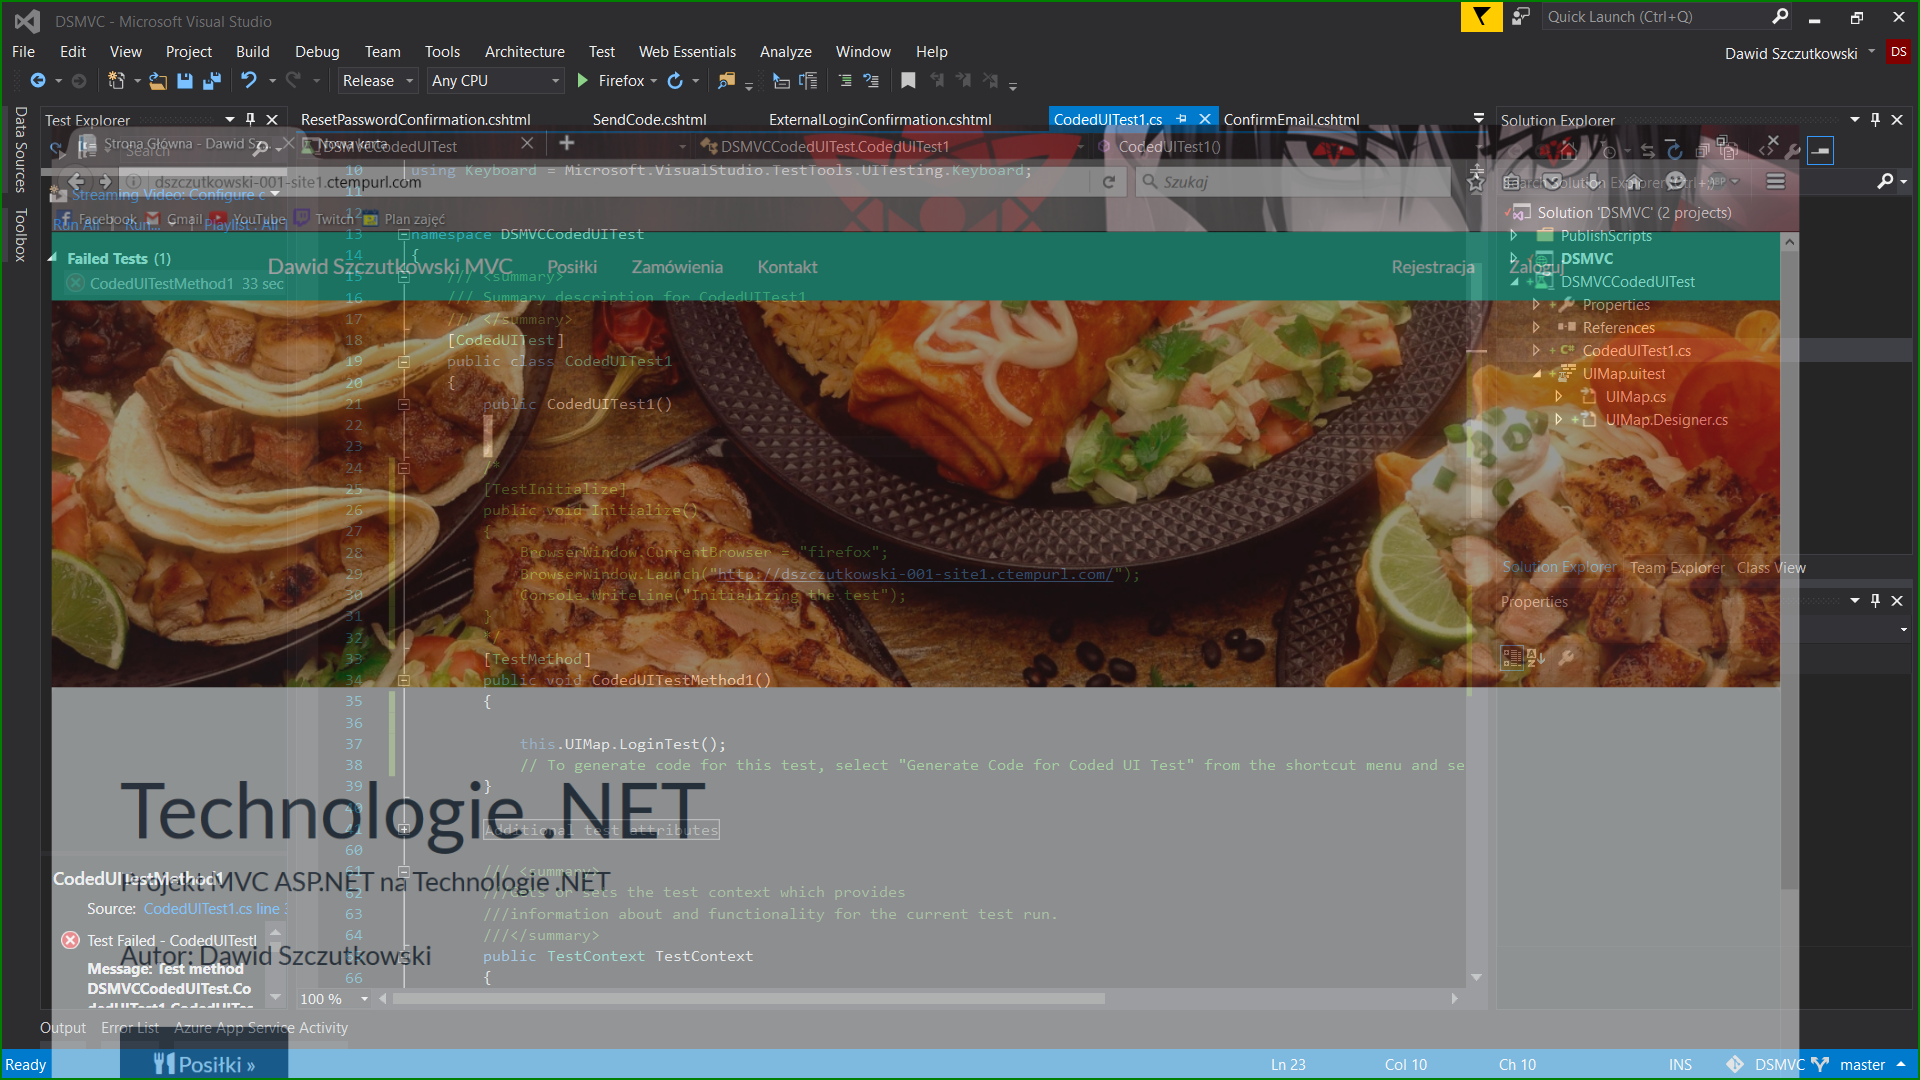 DSMVC - Microsoft Visual Studio
Quick Launch (Ctrl+Q)
File Edit View Project Build Debug Team Tools Architecture Test Web Essentials Analyze Window Help
Dawid Szczutkowski DS
Release Any CPU Firefox
Data Sources
Toolbox
Test Explorer
ResetPasswordConfirmation.cshtml SendCode.cshtml ExternalLoginConfirmation.cshtml CodedUITest1.cs ConfirmEmail.cshtml
Solution Explorer
Strona Główna - Dawid Sz... Nowa karta
Search
DSMVCCodedUITest DSMVCCodedUITest.CodedUITest1 CodedUITest1()
dszczutkowski-001-site1.ctempurl.com
Szukaj
Search Solution Explorer (Ctrl+;)
Streaming Video: Configure c
Facebook Gmail YouTube Twitch Plan zajęć
Run All Run... Playlist : All
Failed Tests (1)
CodedUITestMethod1 33 sec
Dawid Szczutkowski MVC Posiłki Zamówienia Kontakt Rejestracja Zaloguj
10 using Keyboard = Microsoft.VisualStudio.TestTools.UITesting.Keyboard;
11
12
13 namespace DSMVCCodedUITest
14 {
15 /// <summary>
16 /// Summary description for CodedUITest1
17 /// </summary>
18 [CodedUITest]
19 public class CodedUITest1
20 {
21 public CodedUITest1()
22
23
24 /*
25 [TestInitialize]
26 public void Initialize()
27 {
28 BrowserWindow.CurrentBrowser = "firefox";
29 BrowserWindow.Launch("http://dszczutkowski-001-site1.ctempurl.com/");
30 Console.WriteLine("Initializing the test");
31 }
32 */
33 [TestMethod]
34 public void CodedUITestMethod1()
35 {
36
37 this.UIMap.LoginTest();
38 // To generate code for this test, select "Generate Code for Coded UI Test" from the shortcut menu and se
39 }
40
41 Additional test attributes
60
61 /// <summary>
62 ///Gets or sets the test context which provides
63 ///information about and functionality for the current test run.
64 ///</summary>
65 public TestContext TestContext
66 {
Solution 'DSMVC' (2 projects)
PublishScripts
DSMVC
DSMVCCodedUITest
Properties
References
CodedUITest1.cs
UIMap.uitest
UIMap.cs
UIMap.Designer.cs
Solution Explorer Team Explorer Class View
Properties
Technologie .NET
Projekt MVC ASP.NET na Technologie .NET
Autor: Dawid Szczutkowski
Posiłki »
CodedUITestMethod1
Source: CodedUITest1.cs line
Test Failed - CodedUITestI
Message: Test method
DSMVCCodedUITest.Co
dedUITest1.CodedUITes
100 %
Output Error List Azure App Service Activity
Ready Ln 23 Col 10 Ch 10 INS DSMVC master